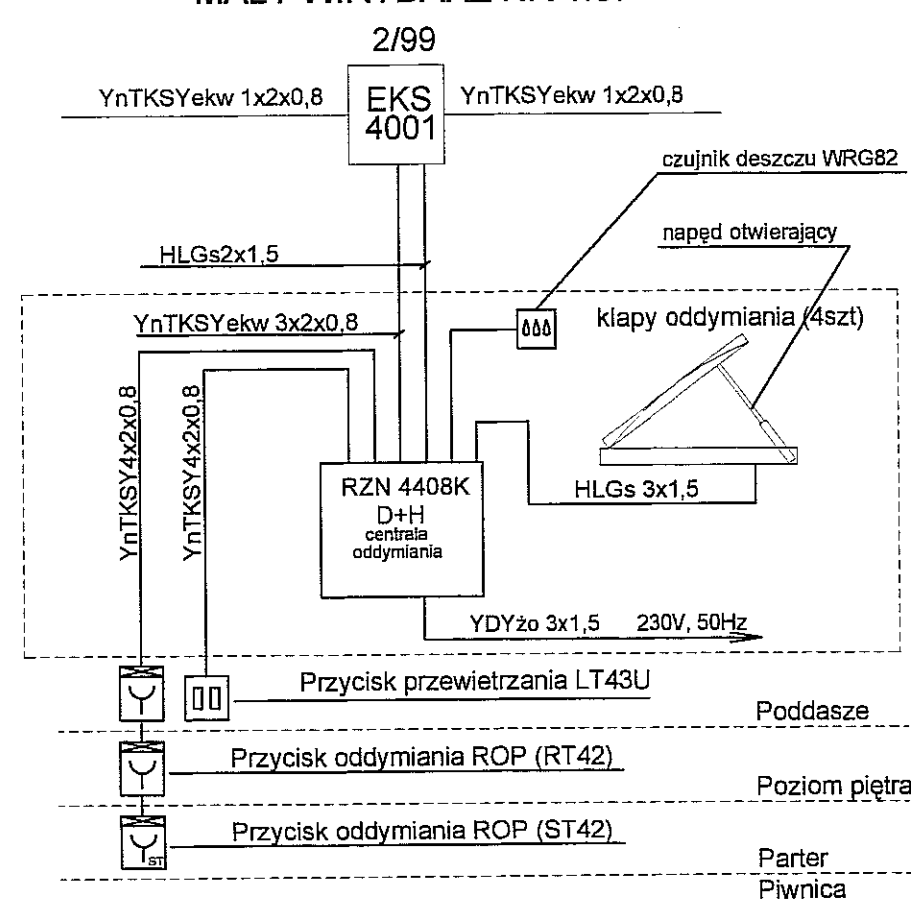 2/99
YnTKSYekw 1x2x0,8
EKS
4001
YnTKSYekw 1x2x0,8
czujnik deszczu WRG82
napęd otwierający
HLGs2x1,5
YnTKSYekw 3x2x0,8
klapy oddymiania (4szt)
YnTKSY4x2x0,8
YnTKSY4x2x0,8
RZN 4408K
D+H
centrala
oddymiania
HLGs 3x1,5
YDYżo 3x1,5 230V, 50Hz
Przycisk przewietrzania LT43U
Poddasze
Przycisk oddymiania ROP (RT42)
Poziom piętra
Przycisk oddymiania ROP (ST42)
ST
Parter
Piwnica